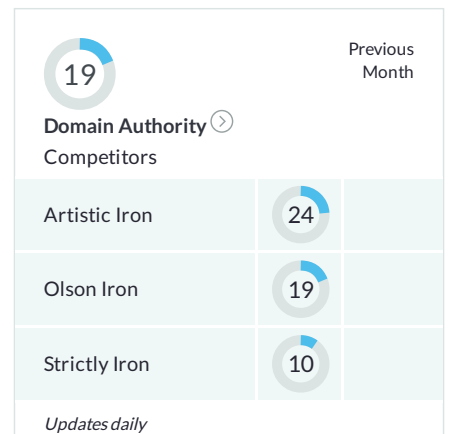 19
Previous
Month
Domain Authority
Competitors
Artistic Iron 24
Olson Iron 19
Strictly Iron 10
Updates daily